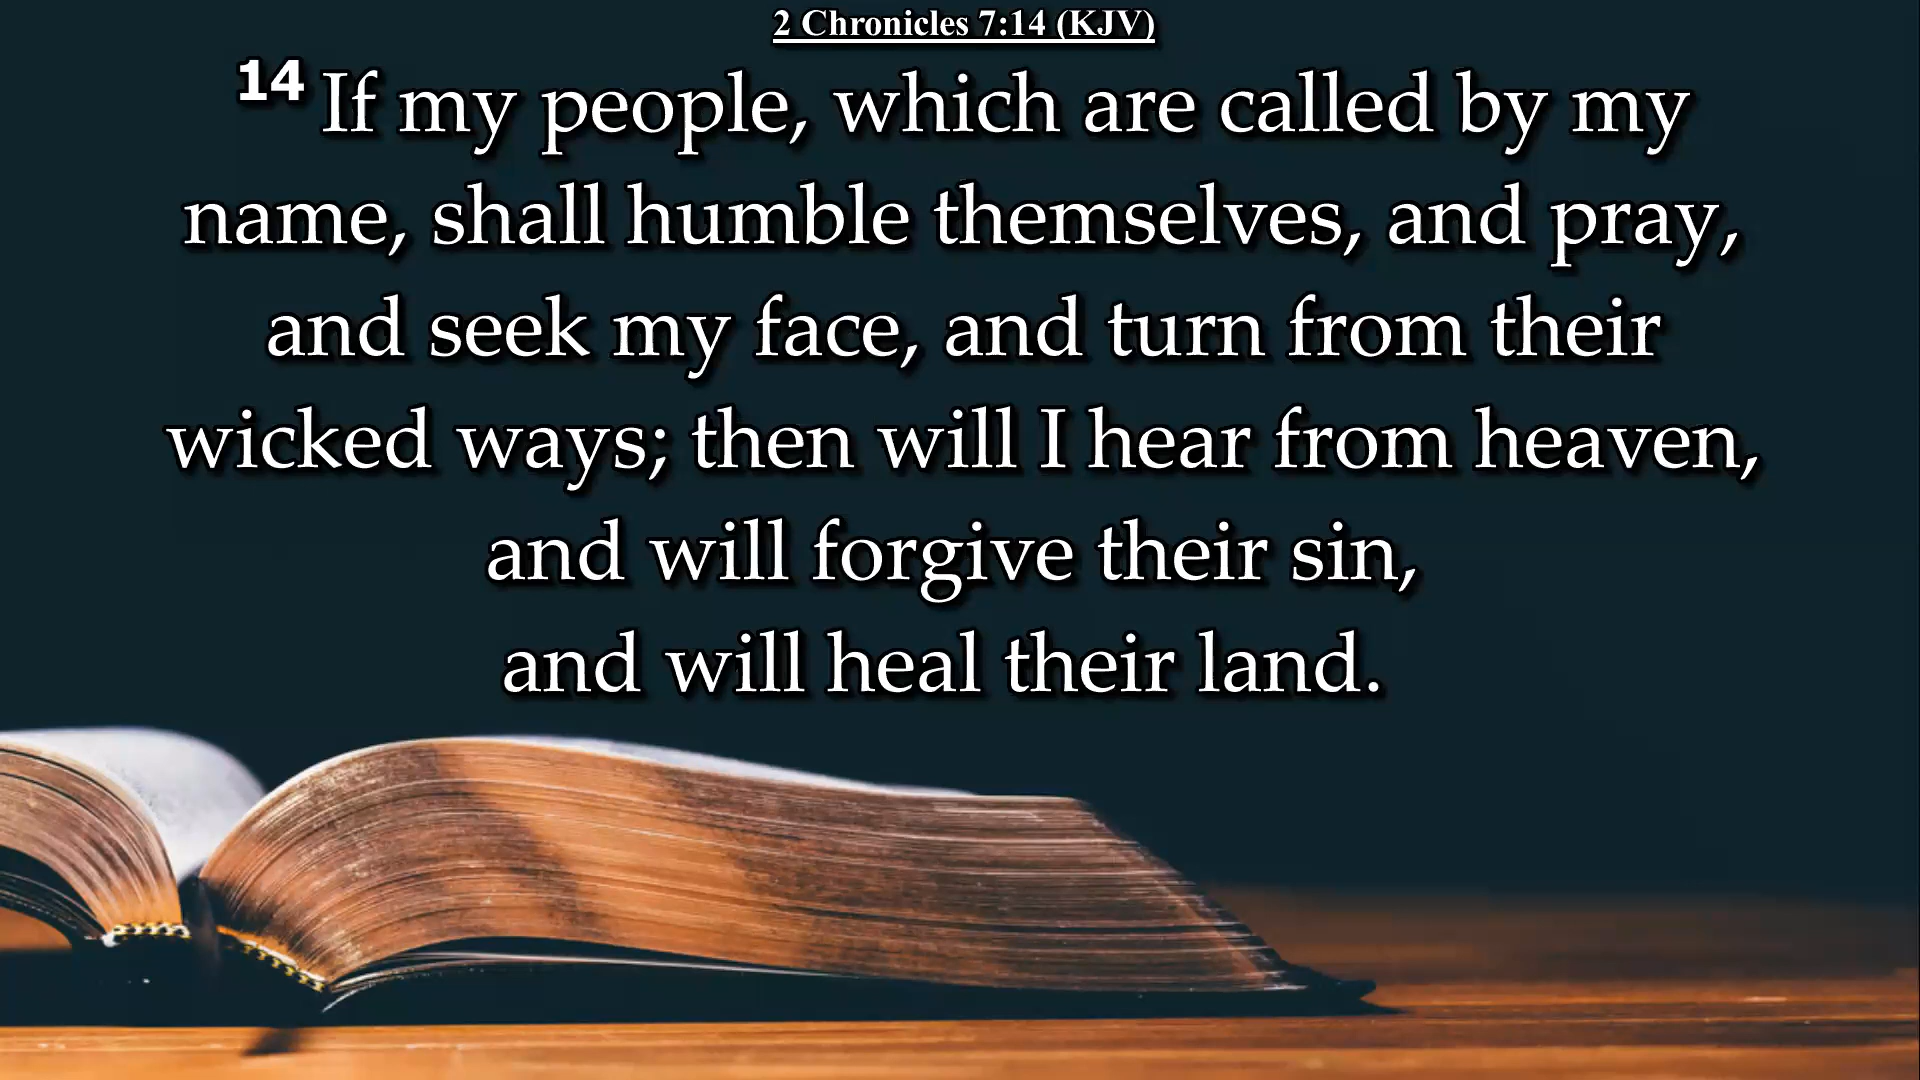 2 Chronicles 7:14 (KJV)
14 If my people, which are called by my
name, shall humble themselves, and pray,
and seek my face, and turn from their
wicked ways; then will I hear from heaven,
and will forgive their sin,
and will heal their land.